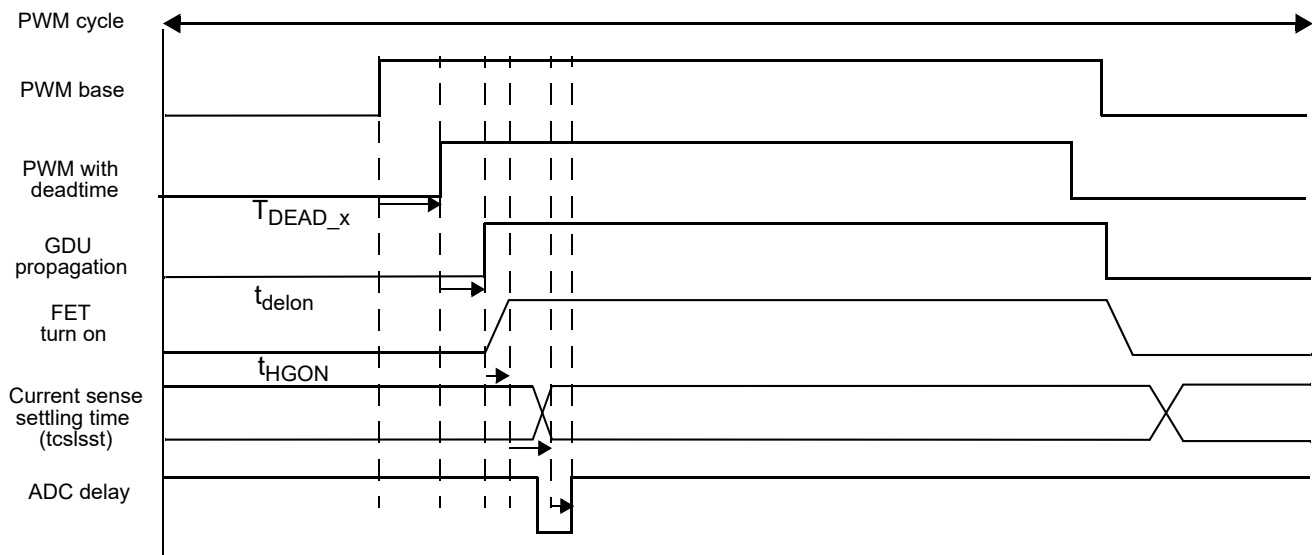 PWM cycle
PWM base
PWM with
deadtime
TDEAD_x
GDU
propagation
tdelon
FET
turn on
tHGON
Current sense
settling time
(tcslsst)
ADC delay